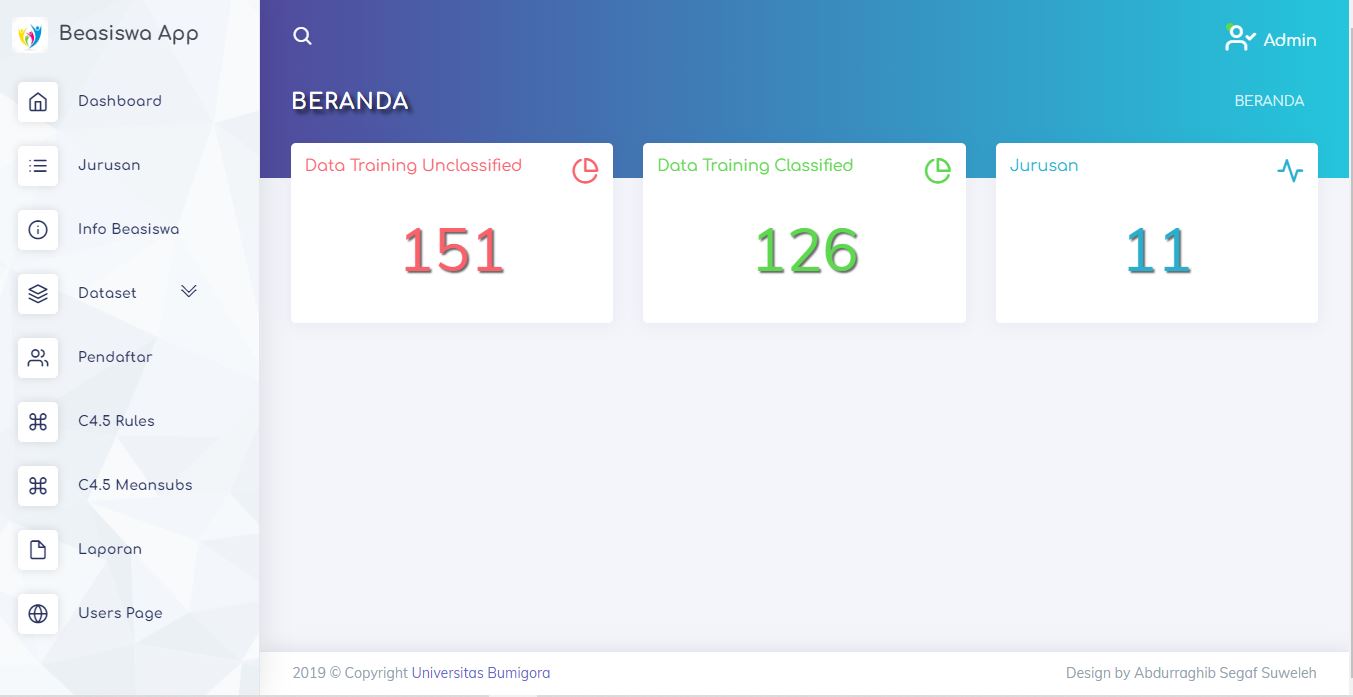 Beasiswa App
Dashboard
Jurusan
Info Beasiswa
Dataset
Pendaftar
C4.5 Rules
C4.5 Meansubs
Laporan
Users Page
Admin
BERANDA
BERANDA
Data Training Unclassified
151
Data Training Classified
126
Jurusan
11
2019 © Copyright Universitas Bumigora
Design by Abdurraghib Segaf Suweleh